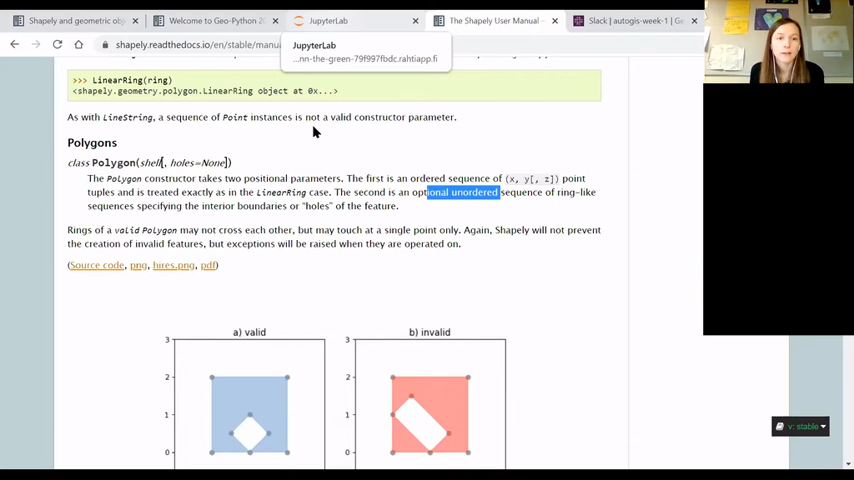 Shapely and geometric obj
Welcome to Geo-Python 202
JupyterLab
The Shapely User Manual —
Slack | autogis-week-1 | Gi
shapely.readthedocs.io/en/stable/manu
JupyterLab
...nn-the-green-79f997fbdc.rahtiapp.fi
>>> LinearRing(ring)
<shapely.geometry.polygon.LinearRing object at 0x...>
As with LineString, a sequence of Point instances is not a valid constructor parameter.
Polygons
class Polygon(shell[, holes=None])
The Polygon constructor takes two positional parameters. The first is an ordered sequence of (x, y[, z]) point
tuples and is treated exactly as in the LinearRing case. The second is an optional unordered sequence of ring-like
sequences specifying the interior boundaries or “holes” of the feature.
Rings of a valid Polygon may not cross each other, but may touch at a single point only. Again, Shapely will not prevent
the creation of invalid features, but exceptions will be raised when they are operated on.
(Source code, png, hires.png, pdf)
a) valid
b) invalid
3
3
2
2
1
1
0
0
v: stable